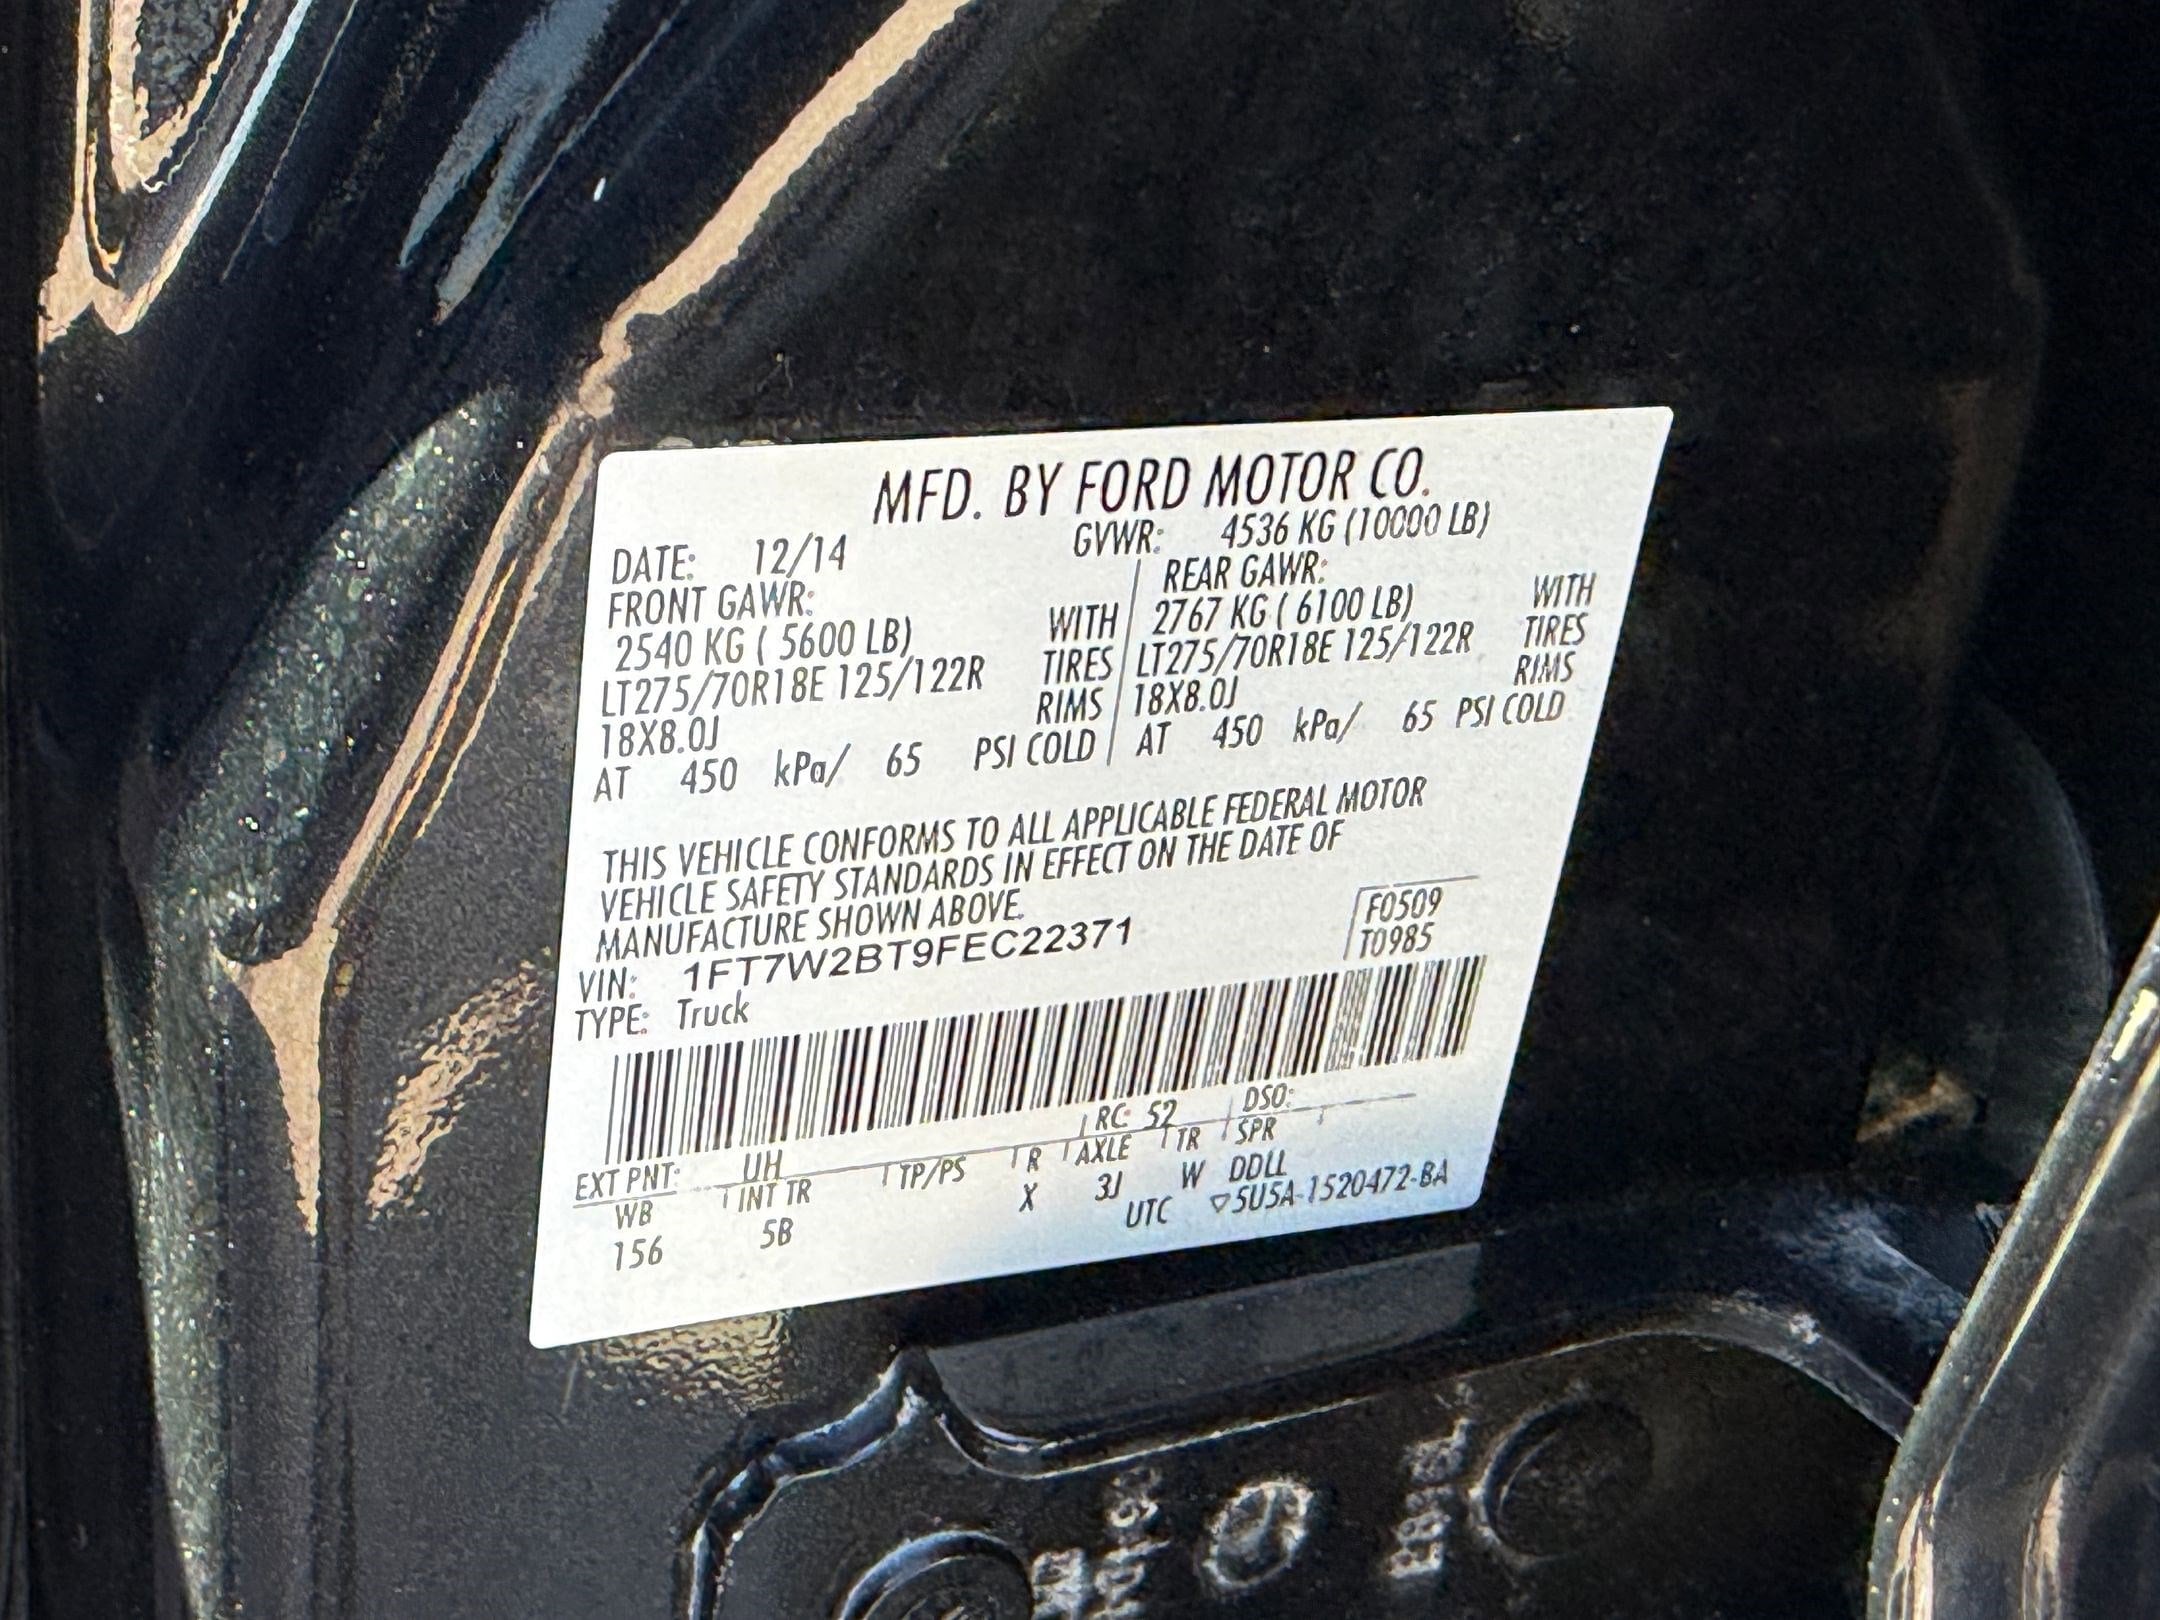 MFD. BY FORD MOTOR CO.
DATE: 12/14 GVWR: 4536 KG (10000 LB)
FRONT GAWR: REAR GAWR:
2540 KG ( 5600 LB) WITH 2767 KG ( 6100 LB) WITH
LT275/70R18E 125/122R TIRES LT275/70R18E 125/122R TIRES
18X8.0J RIMS 18X8.0J RIMS
AT 450 kPa/ 65 PSI COLD AT 450 kPa/ 65 PSI COLD
THIS VEHICLE CONFORMS TO ALL APPLICABLE FEDERAL MOTOR
VEHICLE SAFETY STANDARDS IN EFFECT ON THE DATE OF
MANUFACTURE SHOWN ABOVE.
VIN: 1FT7W2BT9FEC22371
TYPE: Truck
F0509
T0985
EXT PNT: UH RC: 52 DSO:
WB INT TR TP/PS R AXLE TR SPR
156 5B X 3J W DDLL
UTC ▽5U5A-1520472-BA